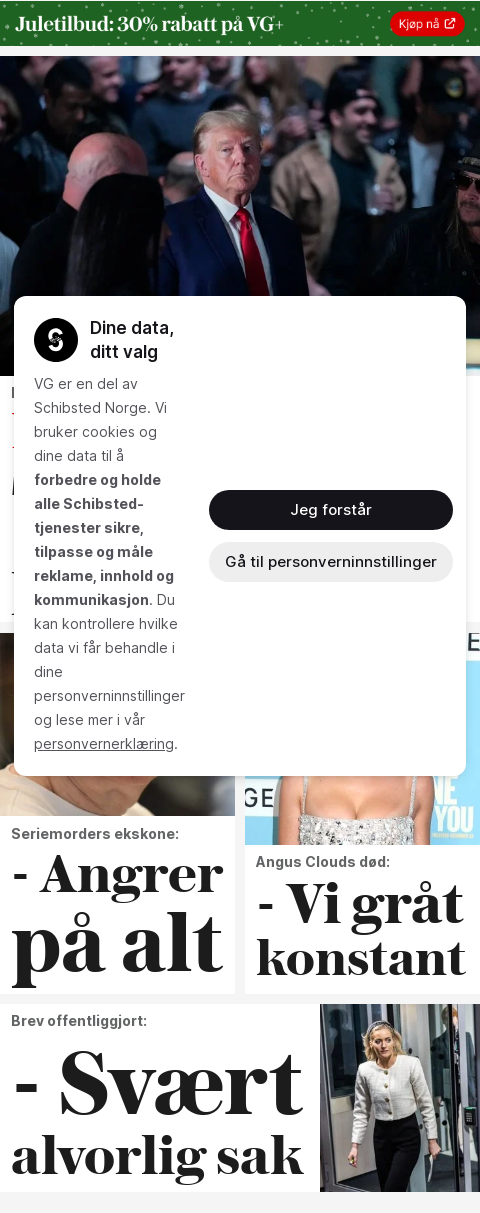 Juletilbud: 30% rabatt på VG+
Kjøp nå
Dine data,
ditt valg
VG er en del av
Schibsted Norge. Vi
bruker cookies og
dine data til å
forbedre og holde
alle Schibsted-
tjenester sikre,
tilpasse og måle
reklame, innhold og
kommunikasjon. Du
kan kontrollere hvilke
data vi får behandle i
dine
personverninnstillinger
og lese mer i vår
personvernerklæring.
Jeg forstår
Gå til personverninnstillinger
Seriemorders ekskone:
- Angrer
på alt
Angus Clouds død:
- Vi gråt
konstant
Brev offentliggjort:
- Svært
alvorlig sak